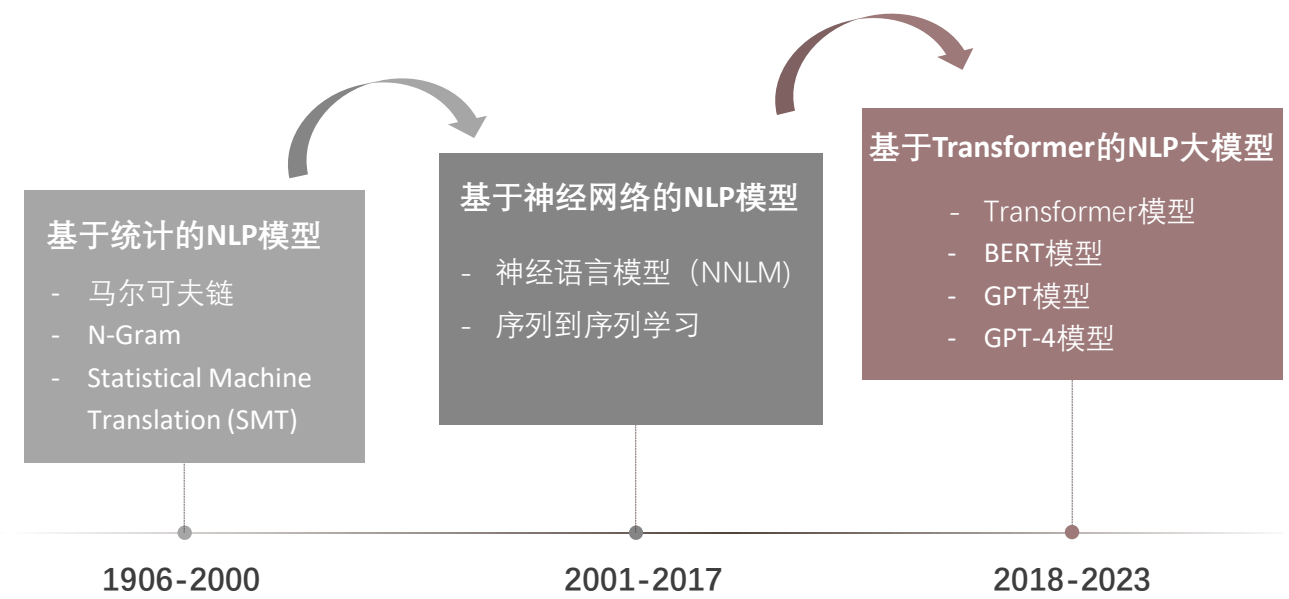 基于统计的NLP模型
- 马尔可夫链
- N-Gram
- Statistical Machine
Translation (SMT)
1906-2000
基于神经网络的NLP模型
- 神经语言模型（NNLM)
- 序列到序列学习
2001-2017
基于Transformer的NLP大模型
- Transformer模型
- BERT模型
- GPT模型
- GPT-4模型
2018-2023